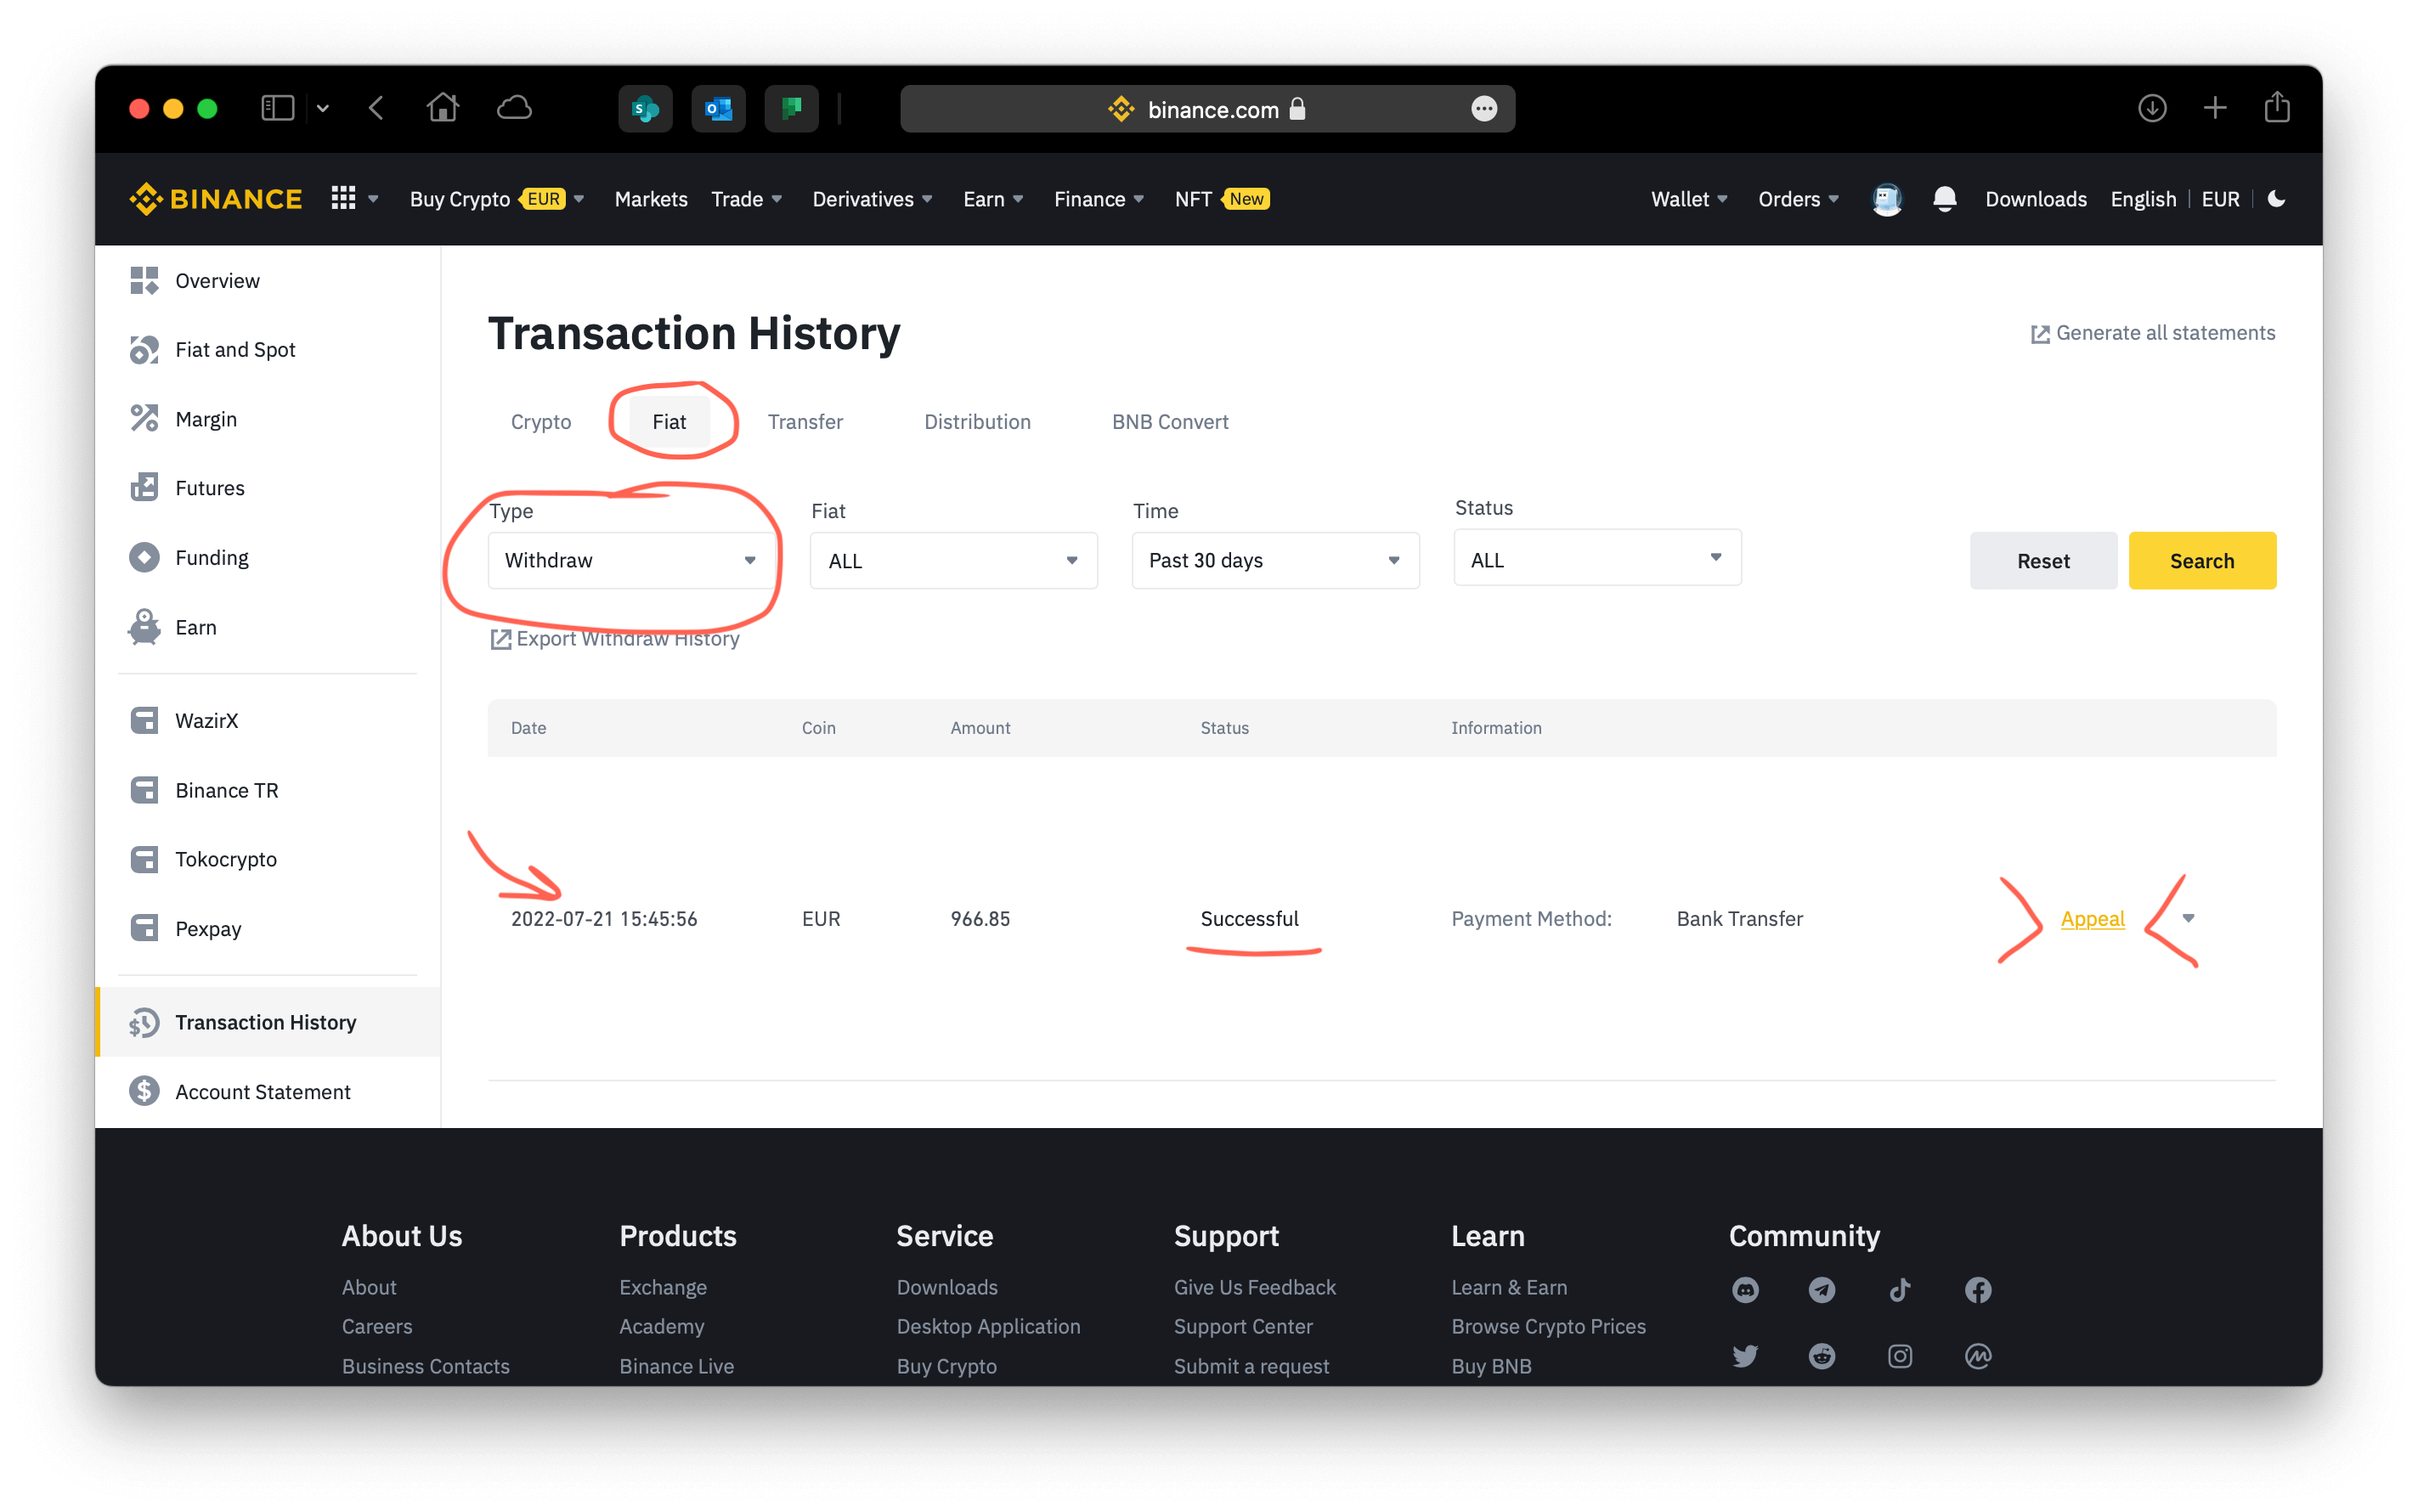 binance.com
BINANCE Buy Crypto EUR Markets Trade Derivatives Earn Finance NFT New Wallet Orders Downloads English | EUR
Overview
Fiat and Spot
Margin
Futures
Funding
Earn
WazirX
Binance TR
Tokocrypto
Pexpay
Transaction History
Account Statement
Transaction History
Generate all statements
Crypto Fiat Transfer Distribution BNB Convert
Type Fiat Time Status
Withdraw ALL Past 30 days ALL Reset Search
Export Withdraw History
Date Coin Amount Status Information
2022-07-21 15:45:56 EUR 966.85 Successful Payment Method: Bank Transfer Appeal
About Us Products Service Support Learn Community
About Exchange Downloads Give Us Feedback Learn & Earn
Careers Academy Desktop Application Support Center Browse Crypto Prices
Business Contacts Binance Live Buy Crypto Submit a request Buy BNB